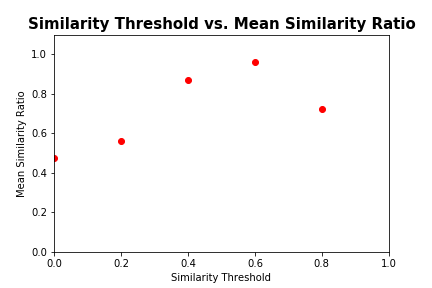 Similarity Threshold vs. Mean Similarity Ratio
1.0
0.8
0.6
0.4
0.2
0.0
Mean Similarity Ratio
0.0 0.2 0.4 0.6 0.8 1.0
Similarity Threshold